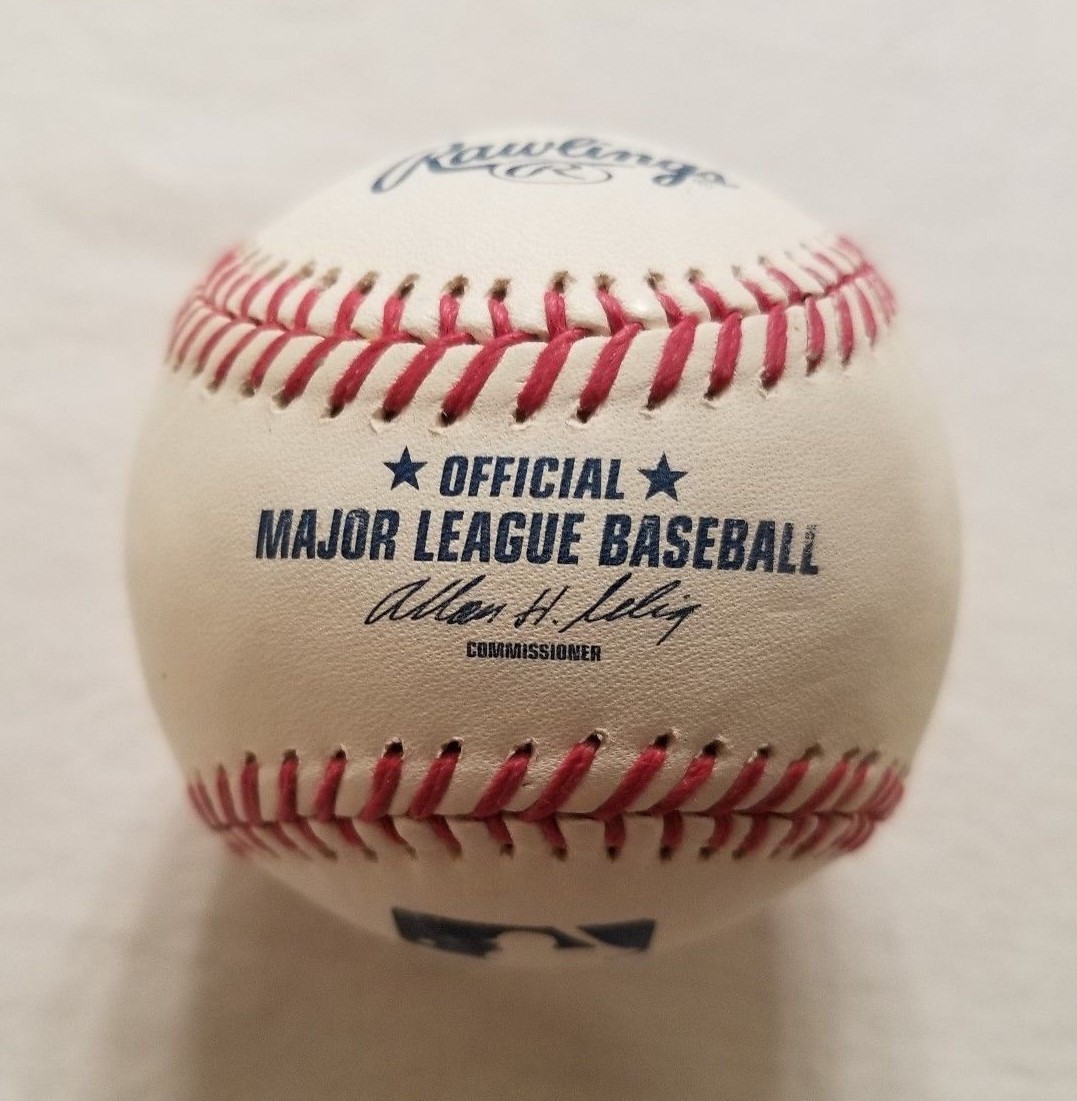 Rawlings
R
★ OFFICIAL ★
MAJOR LEAGUE BASEBALL
Allan H. Selig
COMMISSIONER